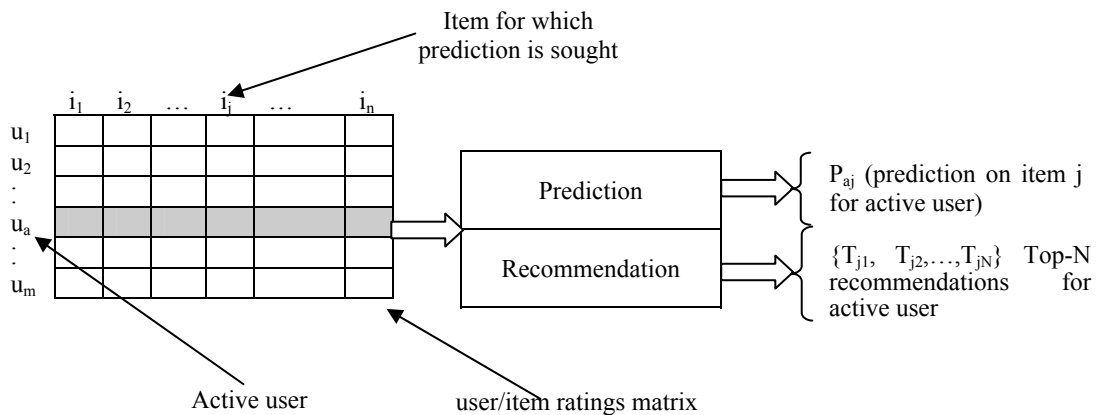 Item for which
prediction is sought
i1 i2 … ij … in
u1
u2
.
.
ua
.
.
um
Prediction
Recommendation
Paj (prediction on item j
for active user)
{Tj1, Tj2,…,TjN} Top-N
recommendations for
active user
Active user
user/item ratings matrix